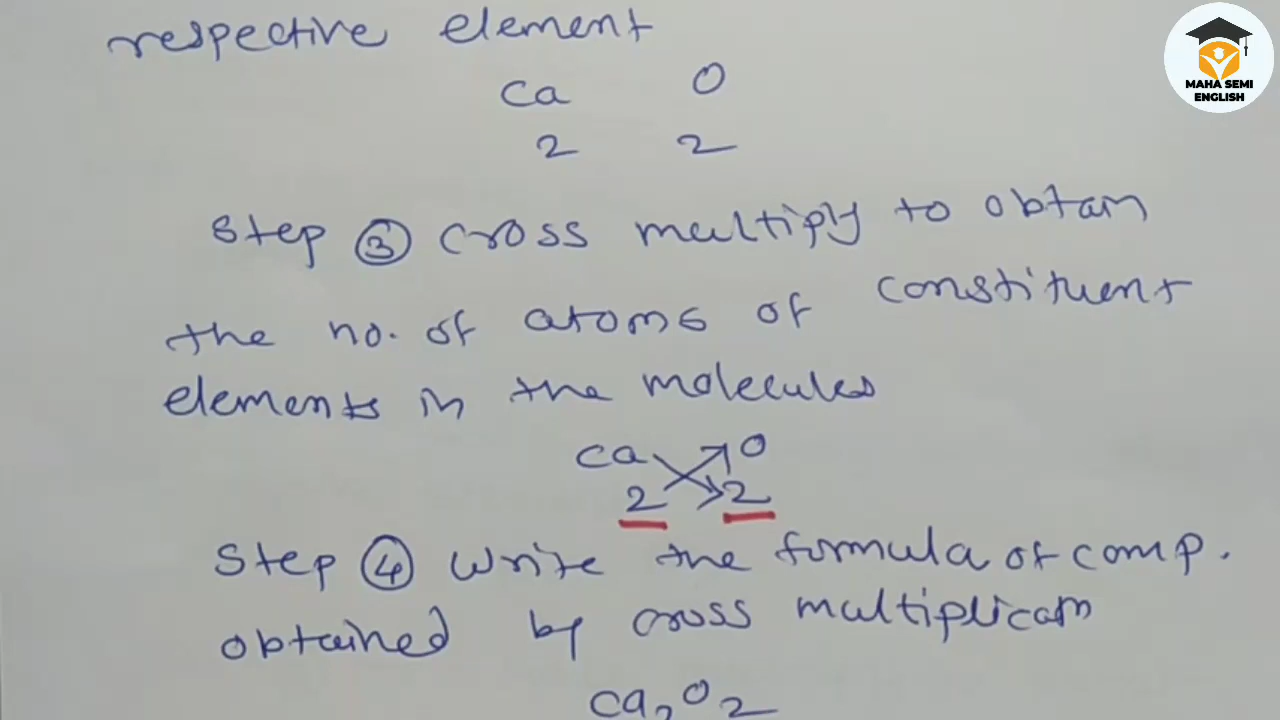 respective element
Ca O
2 2
Step ③ cross multiply to obtain
the no. of atoms of constituent
elements in the molecules
Ca O
2 2
Step ④ Write the formula of comp.
obtained by cross multiplicatn
Ca2O2
MAHA SEMI
ENGLISH